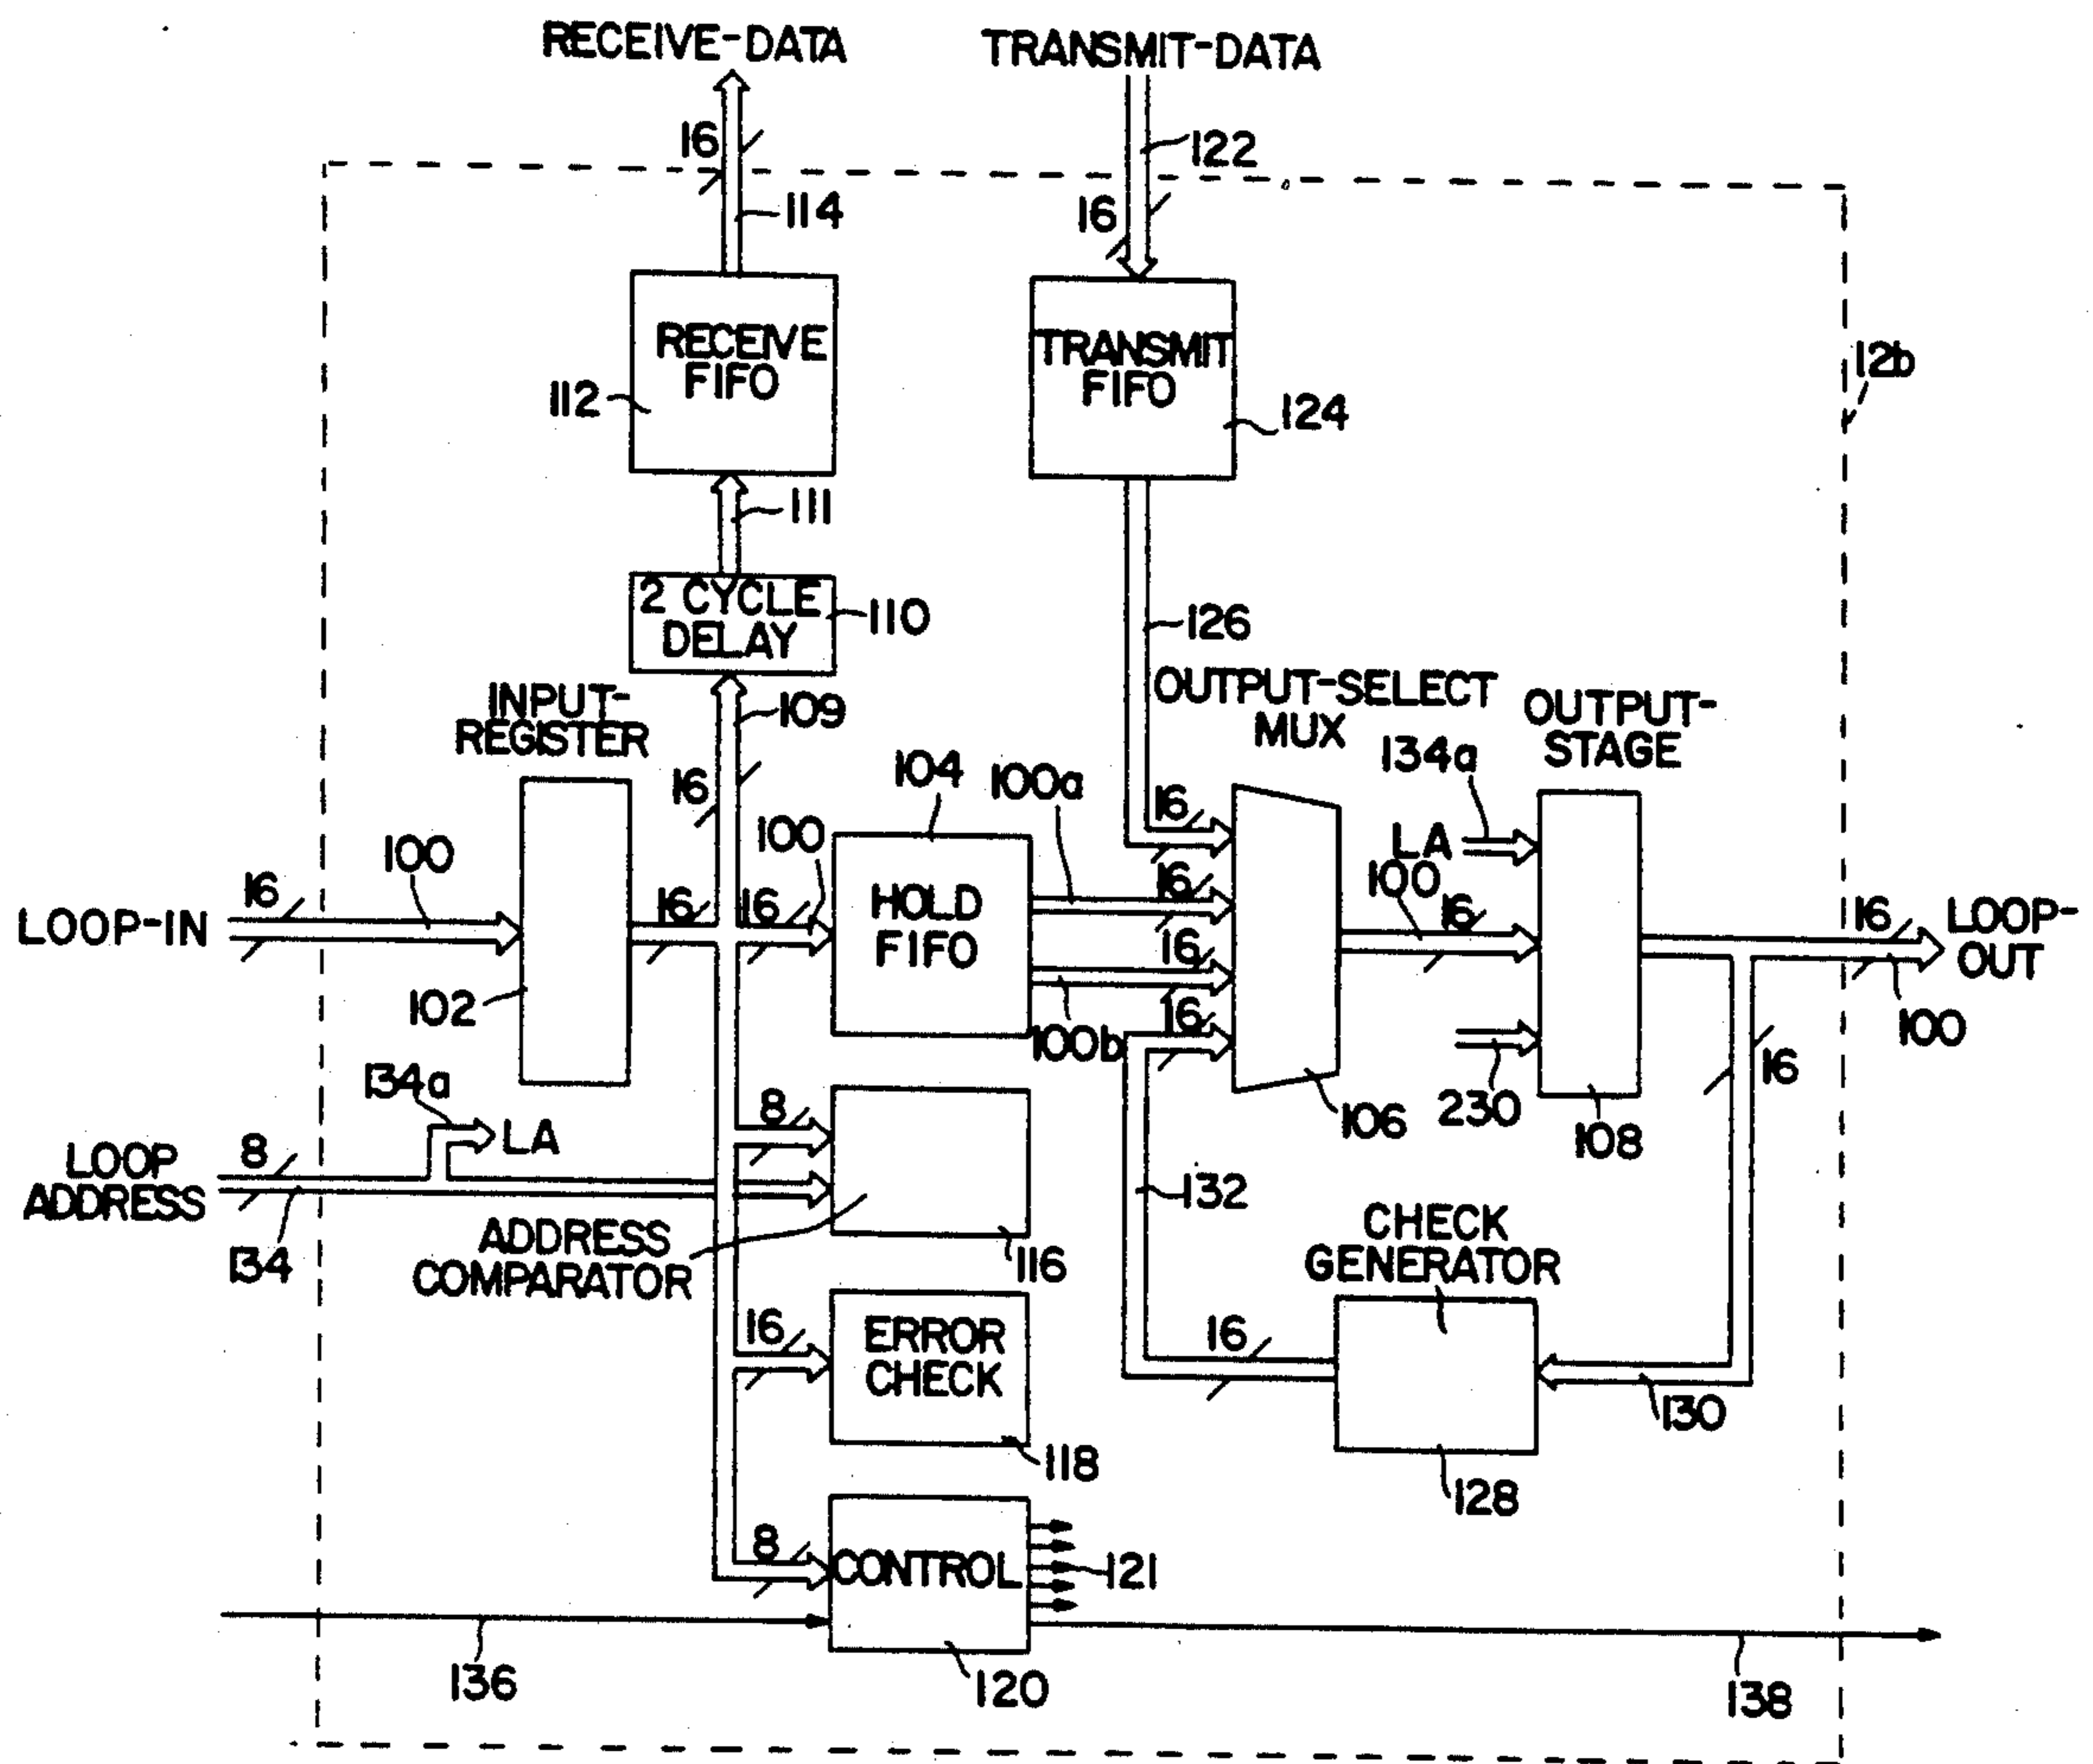 RECEIVE-DATA
TRANSMIT-DATA
16
122
114
16
RECEIVE
FIFO
TRANSMIT
FIFO
12b
112
124
111
2 CYCLE
DELAY
110
126
109
INPUT-
REGISTER
OUTPUT-SELECT
MUX
OUTPUT-
STAGE
16
104
100a
134a
16
100
100
LA
100
16
16
16
16
HOLD
FIFO
16
16
16
LOOP-IN
LOOP-
OUT
102
16
100b
100
16
134a
8
230
106
108
LA
8
LOOP
ADDRESS
132
134
ADDRESS
COMPARATOR
116
CHECK
GENERATOR
16
ERROR
CHECK
16
130
118
128
8
CONTROL
121
136
120
138